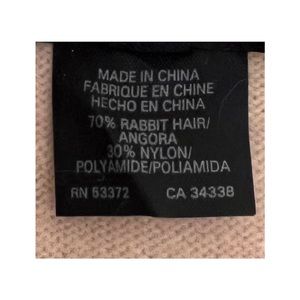 MADE IN CHINA
FABRIQUE EN CHINE
HECHO EN CHINA
70% RABBIT HAIR/
ANGORA
30% NYLON/
POLYAMIDE/POLIAMIDA
RN 53372 CA 34338